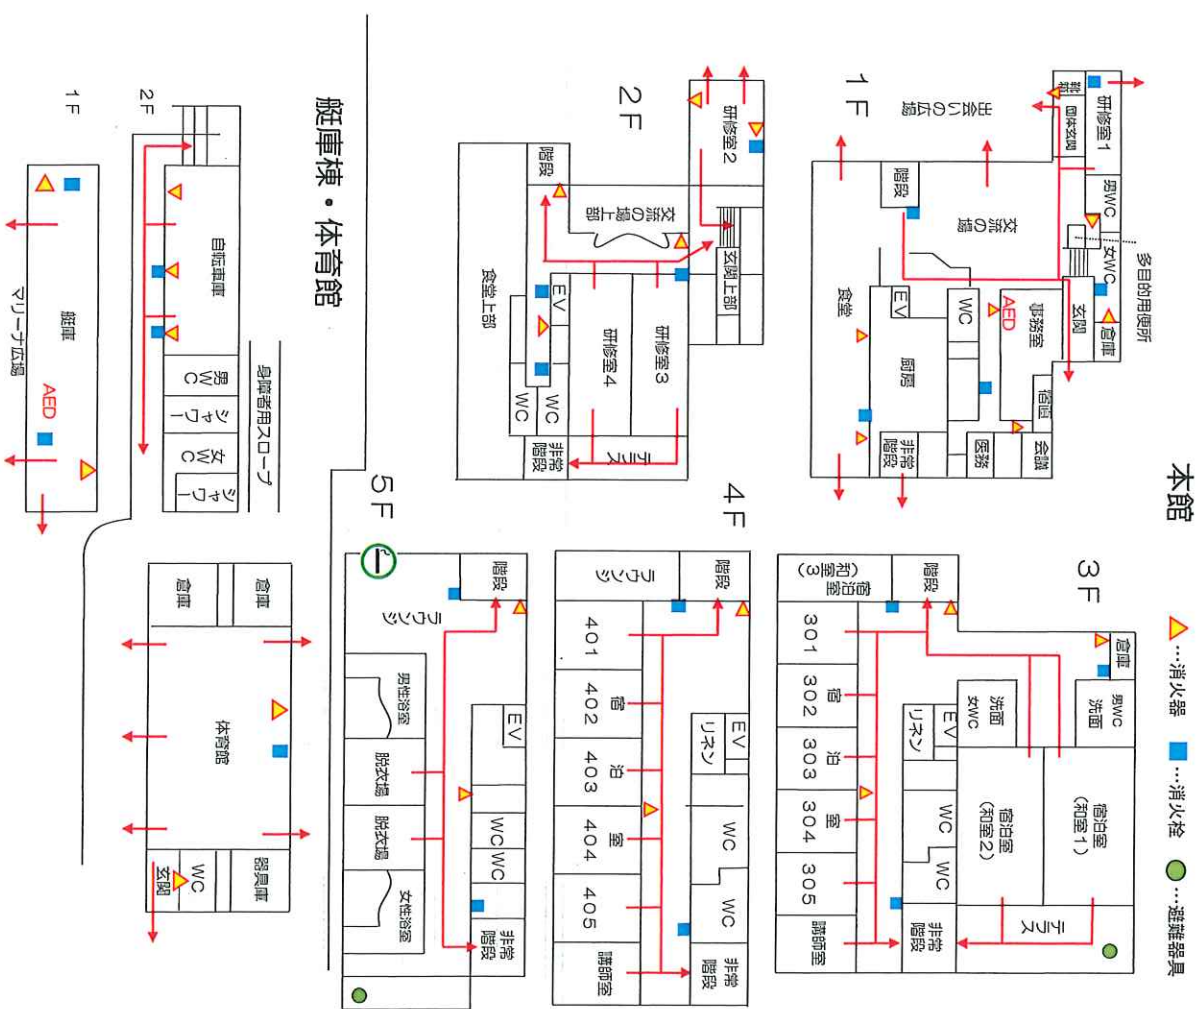 本館
…消火器
…消火栓
…避難器具
1F
研修室1
靴箱
団体玄関
出会いの広場
男WC
女WC
多目的用便所
倉庫
玄関
階段
交流の場
事務室
AED
宿直
会議
WC
医務
EV
厨房
食堂
非常
階段
2F
研修室2
階段
交流の場上部
玄関上部
研修室3
研修室4
EV
食堂上部
WC
WC
テラス
非常
階段
3F
倉庫
階段
宿泊室
(和室3)
男WC
洗面
洗面
女WC
宿泊室
(和室1)
宿泊室
(和室2)
EV
リネン
WC
WC
テラス
非常
階段
301
302
303
304
305
宿泊室
講師室
4F
階段
ラウンジ
EV
リネン
WC
WC
非常
階段
401
402
403
404
405
宿泊室
講師室
5F
階段
ラウンジ
EV
WC
WC
非常
階段
男性浴室
脱衣場
脱衣場
女性浴室
艇庫棟・体育館
2F
自転車庫
男WC
シャワー
女WC
シャワー
身障者用スロープ
1F
艇庫
AED
マリーナ広場
倉庫
倉庫
体育館
器具庫
WC
玄関